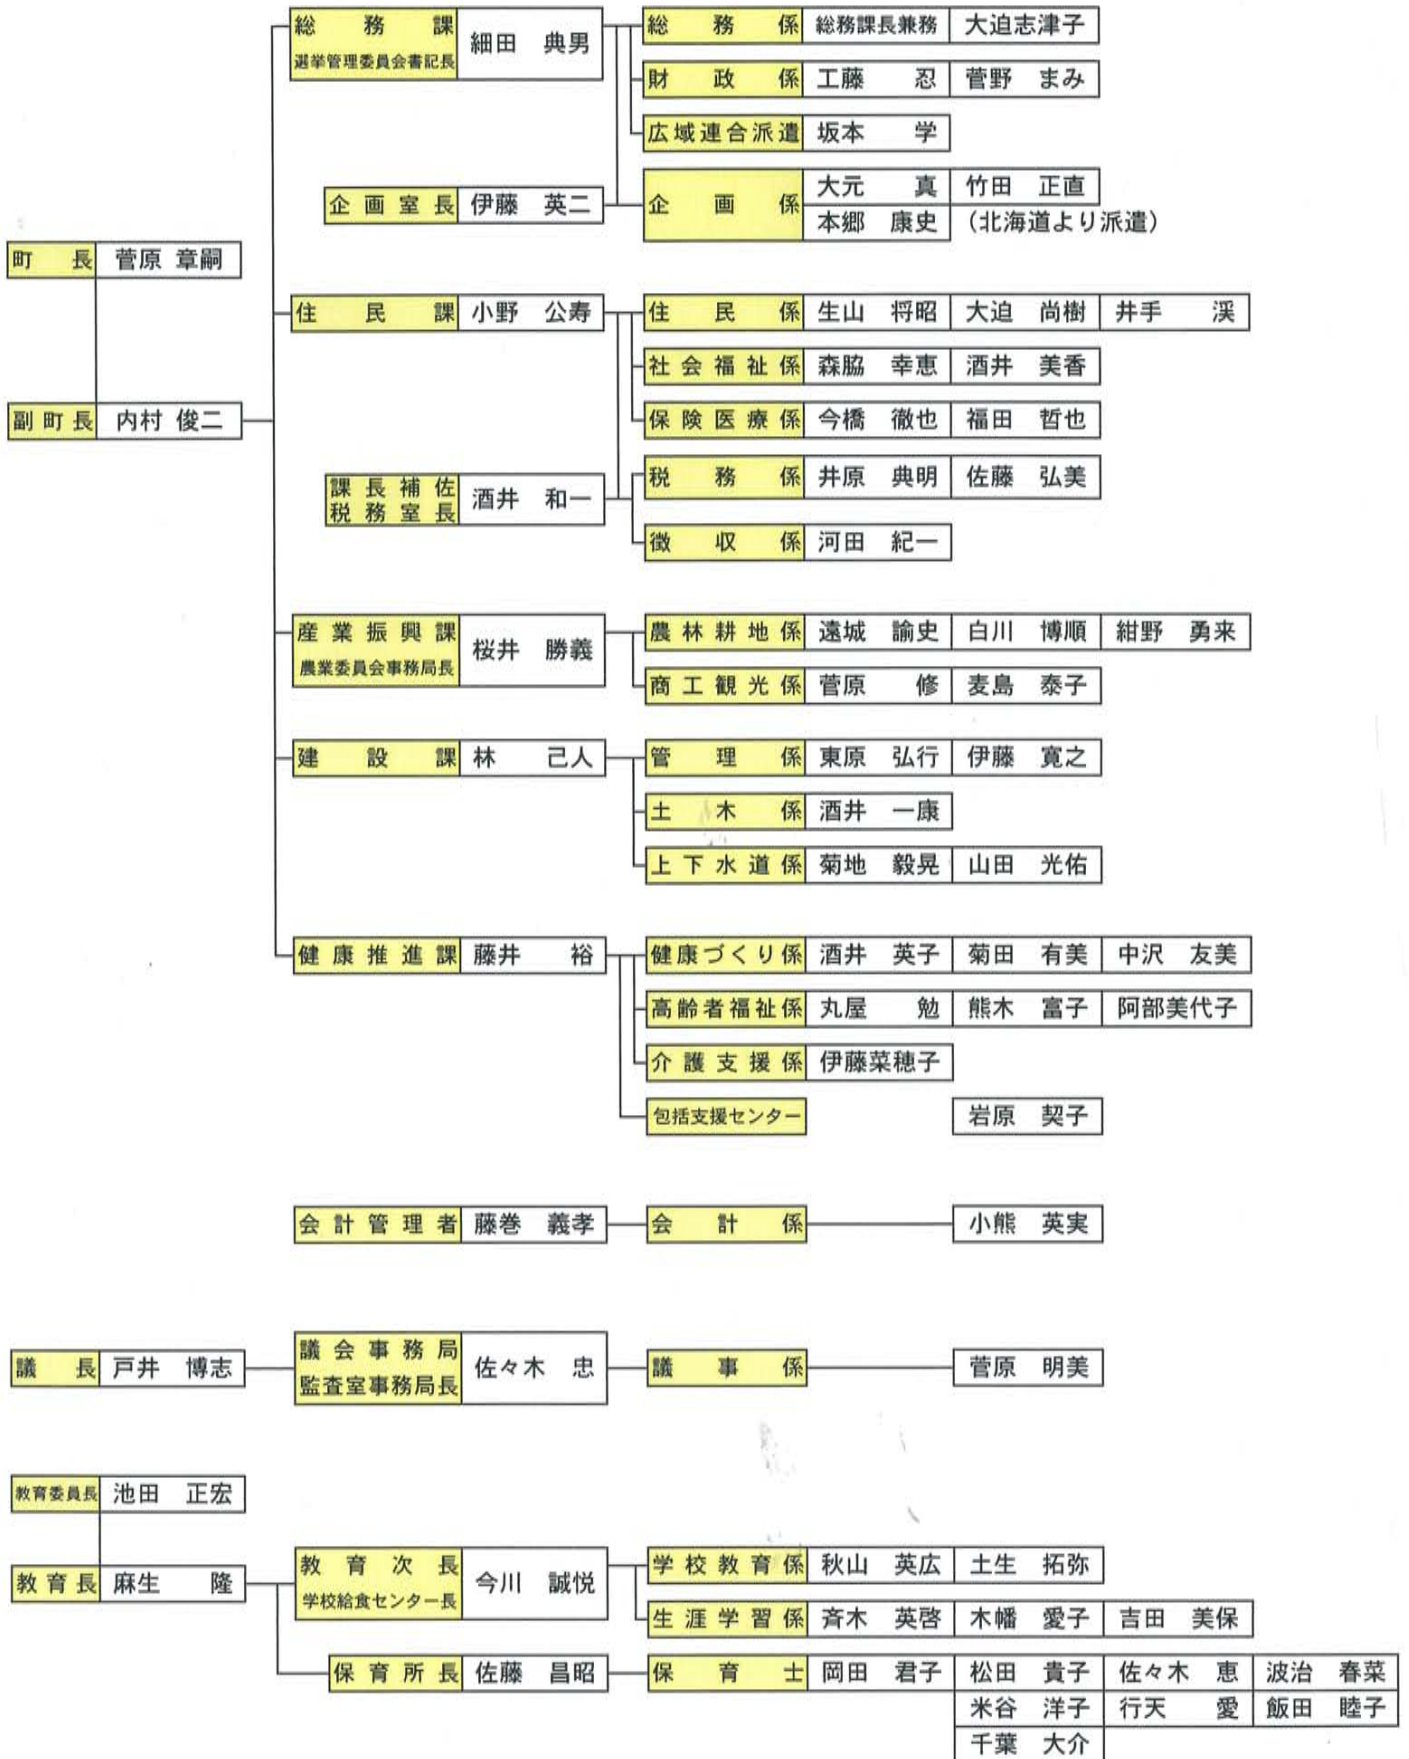 町長 菅原 章嗣
副町長 内村 俊二
総務課 細田 典男
選挙管理委員会書記長
総務係 総務課長兼務 大迫志津子
財政係 工藤 忍 菅野 まみ
広域連合派遣 坂本 学
企画室長 伊藤 英二
企画係 大元 真 竹田 正直
本郷 康史 (北海道より派遣)
住民課 小野 公寿
住民係 生山 将昭 大迫 尚樹 井手 渓
社会福祉係 森脇 幸恵 酒井 美香
保険医療係 今橋 徹也 福田 哲也
課長補佐
税務室長 酒井 和一
税務係 井原 典明 佐藤 弘美
徴収係 河田 紀一
産業振興課 桜井 勝義
農業委員会事務局長
農林耕地係 遠城 諭史 白川 博順 紺野 勇来
商工観光係 菅原 修 麦島 泰子
建設課 林 己人
管理係 東原 弘行 伊藤 寛之
土木係 酒井 一康
上下水道係 菊地 毅晃 山田 光佑
健康推進課 藤井 裕
健康づくり係 酒井 英子 菊田 有美 中沢 友美
高齢者福祉係 丸屋 勉 熊木 富子 阿部美代子
介護支援係 伊藤菜穂子
包括支援センター 岩原 契子
会計管理者 藤巻 義孝 会計係 小熊 英実
議長 戸井 博志
議会事務局
監査室事務局長 佐々木 忠
議事係 菅原 明美
教育委員長 池田 正宏
教育長 麻生 隆
教育次長 今川 誠悦
学校給食センター長
学校教育係 秋山 英広 土生 拓弥
生涯学習係 斉木 英啓 木幡 愛子 吉田 美保
保育所長 佐藤 昌昭
保育士 岡田 君子 松田 貴子 佐々木 恵 波治 春菜
米谷 洋子 行天 愛 飯田 睦子
千葉 大介